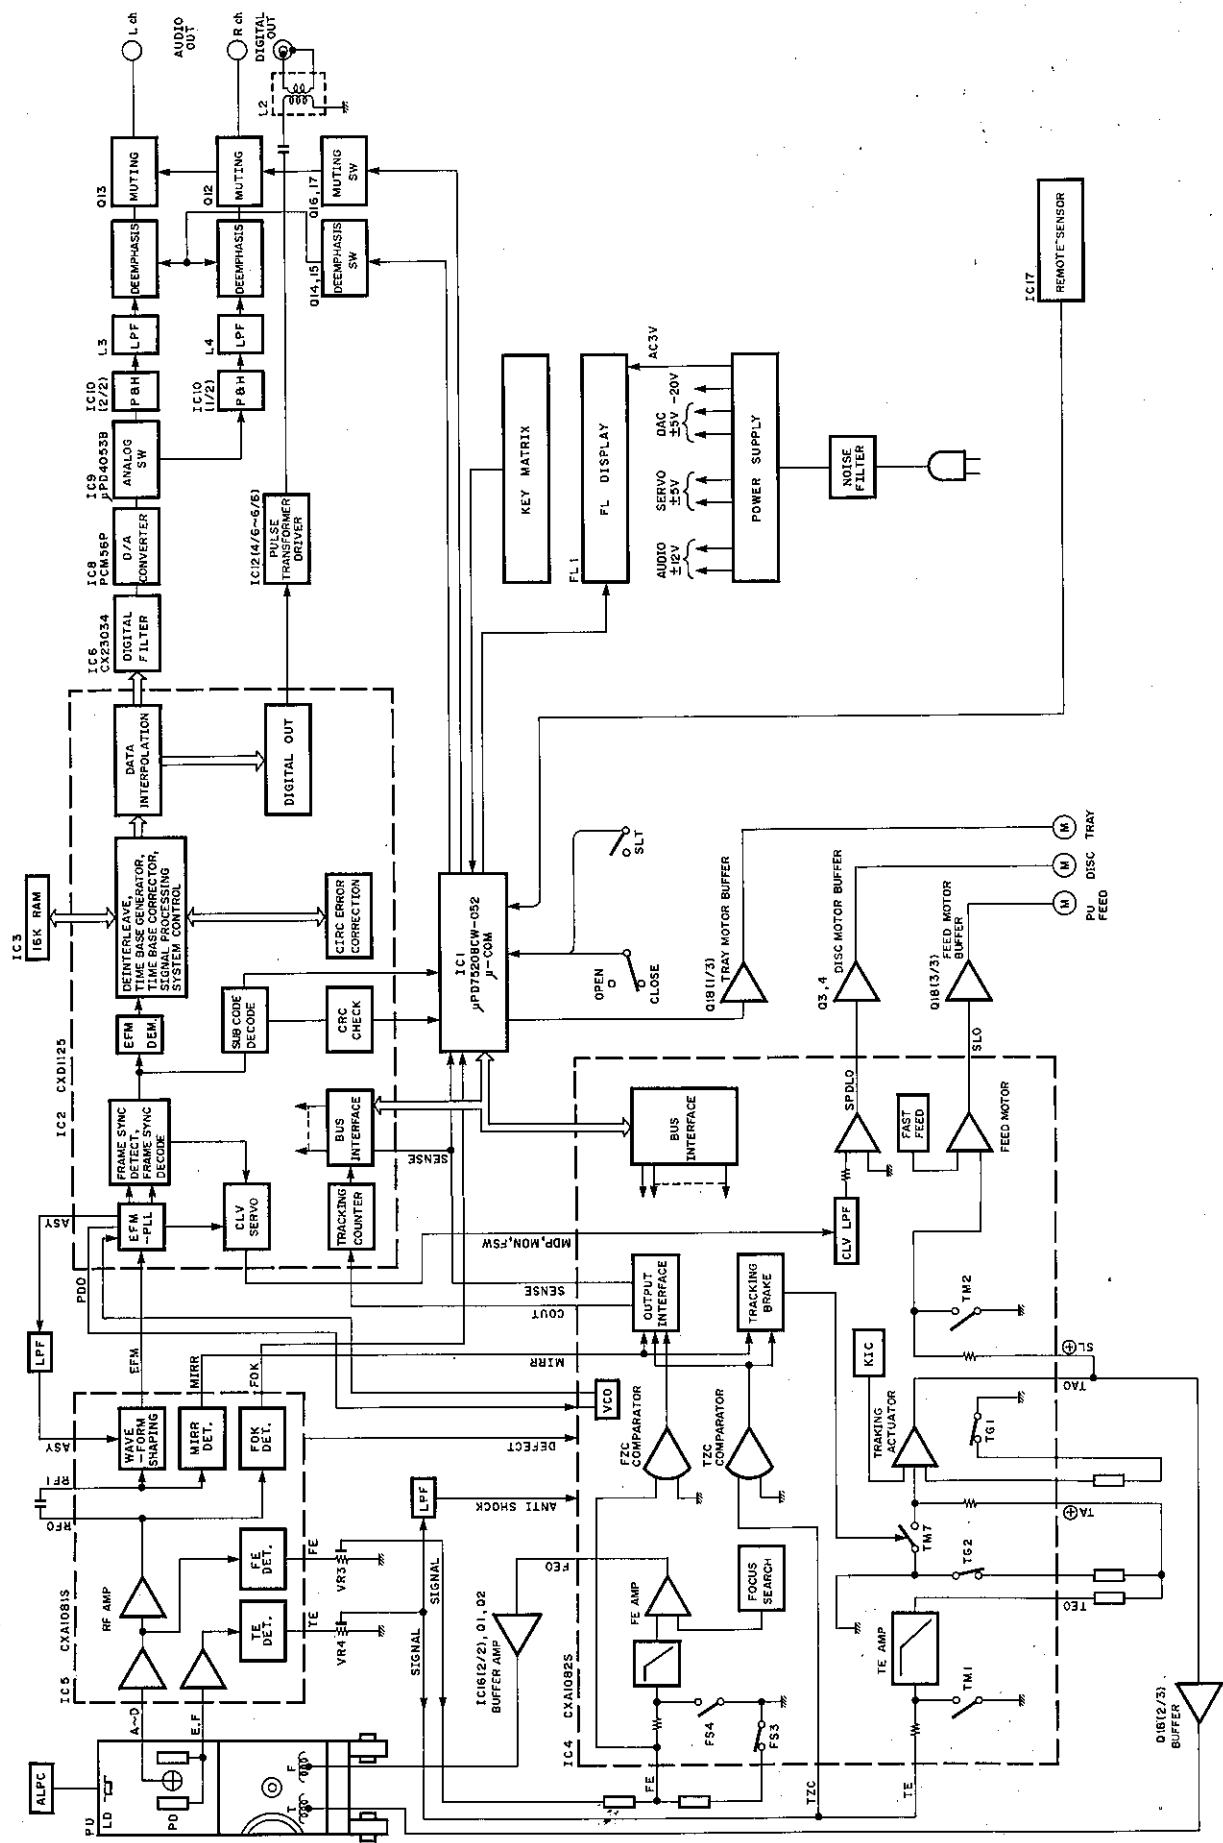 ALPC
PU
LD
PD
A~D
E,F
T
F
IC5 CXA1081S
RF AMP
TE
DET.
FE
DET.
RFO
RFI
ASY
WAVE
-FORM
SHAPING
MIRR
DET.
FOK
DET.
EFM
MIRR
FOK
LPF
PDO
ASY
TE
VR4
FE
VR3
SIGNAL
SIGNAL
LPF
ANTI SHOCK
DEFECT
VCO
MIRR
COUT
SENSE
MDP,MON,FSW
SENSE
IC2 CXD1125
EFM
-PLL
FRAME SYNC
DETECT,
FRAME SYNC
DECODE
CLV
SERVO
TRACKING
COUNTER
BUS
INTERFACE
EFM
DEM.
SUB CODE
DECODE
CRC
CHECK
IC3
16K RAM
DEINTERLEAVE,
TIME BASE GENERATOR,
TIME BASE CORRECTOR,
SIGNAL PROCESSING
SYSTEM CONTROL
CIRC ERROR
CORRECTION
DATA
INTERPOLATION
DIGITAL OUT
IC6
CX23034
DIGITAL
FILTER
IC8
PCM56P
D/A
CONVERTER
IC9
μPD4053B
ANALOG
SW
IC10
(2/2)
P&H
IC10
(1/2)
P&H
L3
LPF
L4
LPF
DEEMPHASIS
DEEMPHASIS
Q13
MUTING
Q12
MUTING
L ch
AUDIO
OUT
R ch
DIGITAL
OUT
L2
IC12(4/6~6/6)
PULSE
TRANSFORMER
DRIVER
Q14,15
DEEMPHASIS
SW
Q16,17
MUTING
SW
IC1
μPD75208CW-052
μ-COM
KEY MATRIX
FL1
FL DISPLAY
AC3V
AUDIO
±12V
SERVO
±5V
DAC
±5V
-20V
POWER SUPPLY
NOISE
FILTER
IC17
REMOTE SENSOR
OPEN
CLOSE
SLT
Q18(1/3)
TRAY MOTOR BUFFER
Q3,4
DISC MOTOR BUFFER
Q18(3/3)
FEED MOTOR
BUFFER
M
TRAY
M
DISC
M
PU
FEED
IC16(2/2), Q1, Q2
BUFFER AMP
FEO
IC4 CXA1082S
FE
TZC
TE
FE AMP
FOCUS
SEARCH
FS4
FS3
FZC
COMPARATOR
TZC
COMPARATOR
OUTPUT
INTERFACE
TRACKING
BRAKE
BUS
INTERFACE
CLV LPF
SPDLO
FAST
FEED
FEED MOTOR
SLO
TE AMP
TM1
TG2
TM7
TEO
TA⊕
TRAKING
ACTUATOR
KIC
TG1
TM2
TAO
SL⊕
Q18(2/3)
BUFFER